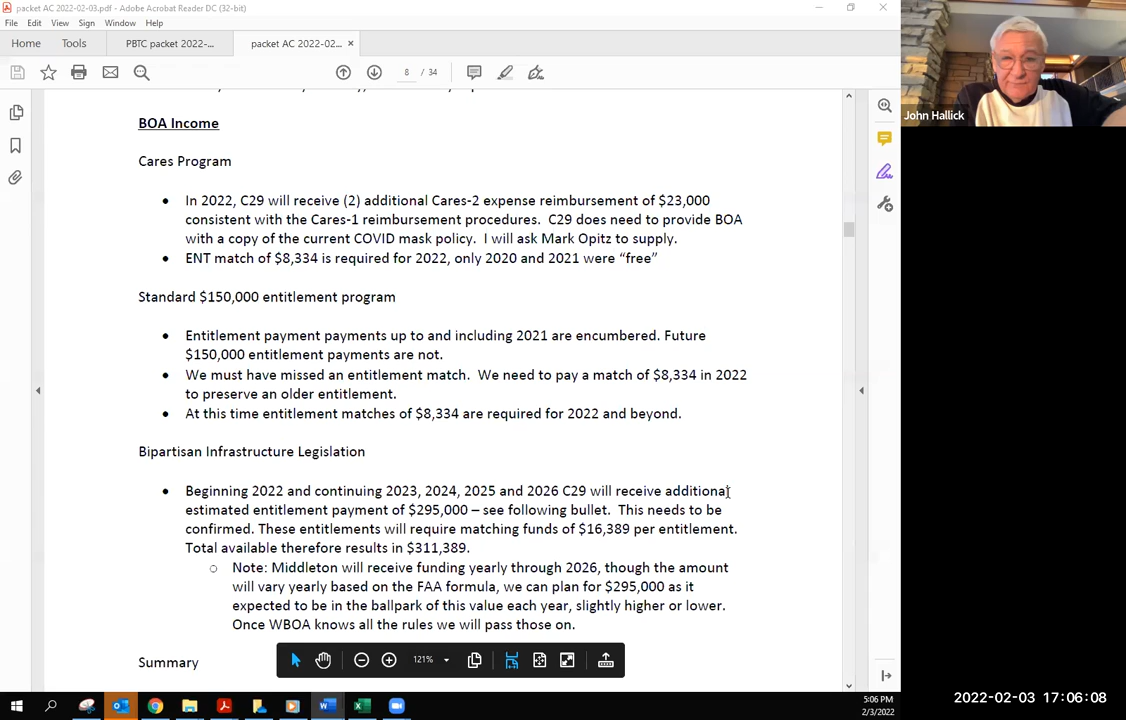 packet AC 2022-02-03.pdf - Adobe Acrobat Reader DC (32-bit)
File Edit View Sign Window Help
Home Tools PBTC packet 2022-... packet AC 2022-02... ×
8 / 34
BOA Income
Cares Program
• In 2022, C29 will receive (2) additional Cares-2 expense reimbursement of $23,000
consistent with the Cares-1 reimbursement procedures. C29 does need to provide BOA
with a copy of the current COVID mask policy. I will ask Mark Opitz to supply.
• ENT match of $8,334 is required for 2022, only 2020 and 2021 were “free”
Standard $150,000 entitlement program
• Entitlement payment payments up to and including 2021 are encumbered. Future
$150,000 entitlement payments are not.
• We must have missed an entitlement match. We need to pay a match of $8,334 in 2022
to preserve an older entitlement.
• At this time entitlement matches of $8,334 are required for 2022 and beyond.
Bipartisan Infrastructure Legislation
• Beginning 2022 and continuing 2023, 2024, 2025 and 2026 C29 will receive additional
estimated entitlement payment of $295,000 – see following bullet. This needs to be
confirmed. These entitlements will require matching funds of $16,389 per entitlement.
Total available therefore results in $311,389.
○ Note: Middleton will receive funding yearly through 2026, though the amount
will vary yearly based on the FAA formula, we can plan for $295,000 as it
expected to be in the ballpark of this value each year, slightly higher or lower.
Once WBOA knows all the rules we will pass those on.
Summary
121%
John Hallick
5:06 PM
2/3/2022
2022-02-03 17:06:08